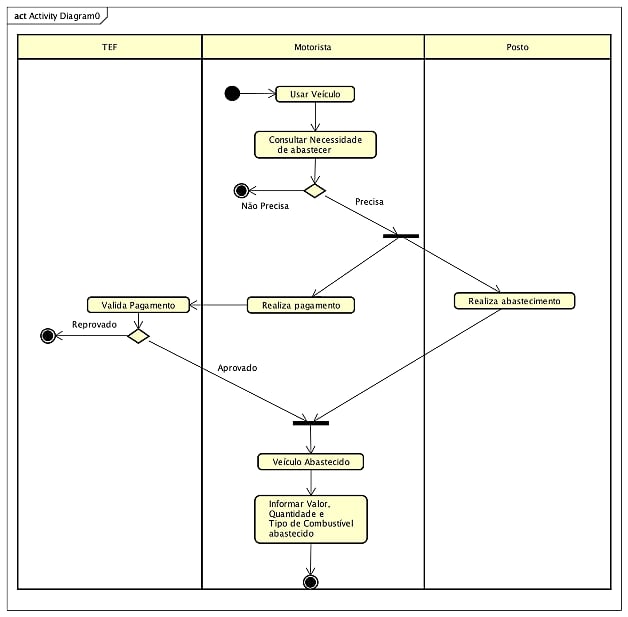 act Activity Diagram0
TEF
Motorista
Posto
Usar Veículo
Consultar Necessidade
de abastecer
Não Precisa
Precisa
Valida Pagamento
Realiza pagamento
Realiza abastecimento
Reprovado
Aprovado
Veículo Abastecido
Informar Valor,
Quantidade e
Tipo de Combustível
abastecido